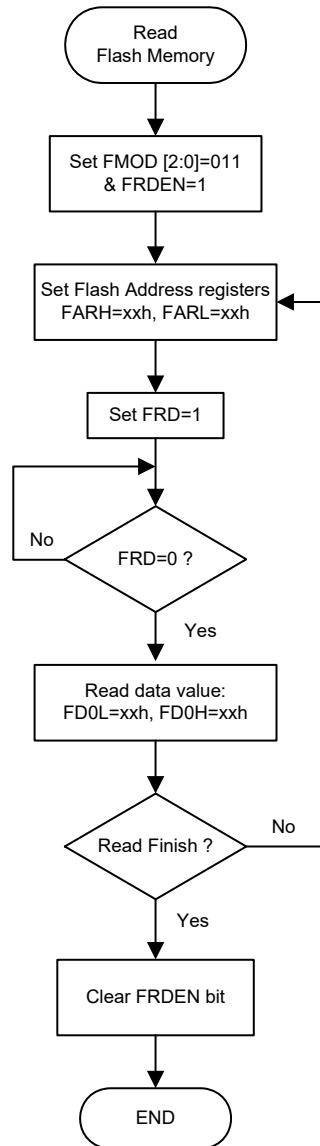 Read
Flash Memory
Set FMOD [2:0]=011
& FRDEN=1
Set Flash Address registers
FARH=xxh, FARL=xxh
Set FRD=1
No
FRD=0 ?
Yes
Read data value:
FD0L=xxh, FD0H=xxh
No
Read Finish ?
Yes
Clear FRDEN bit
END